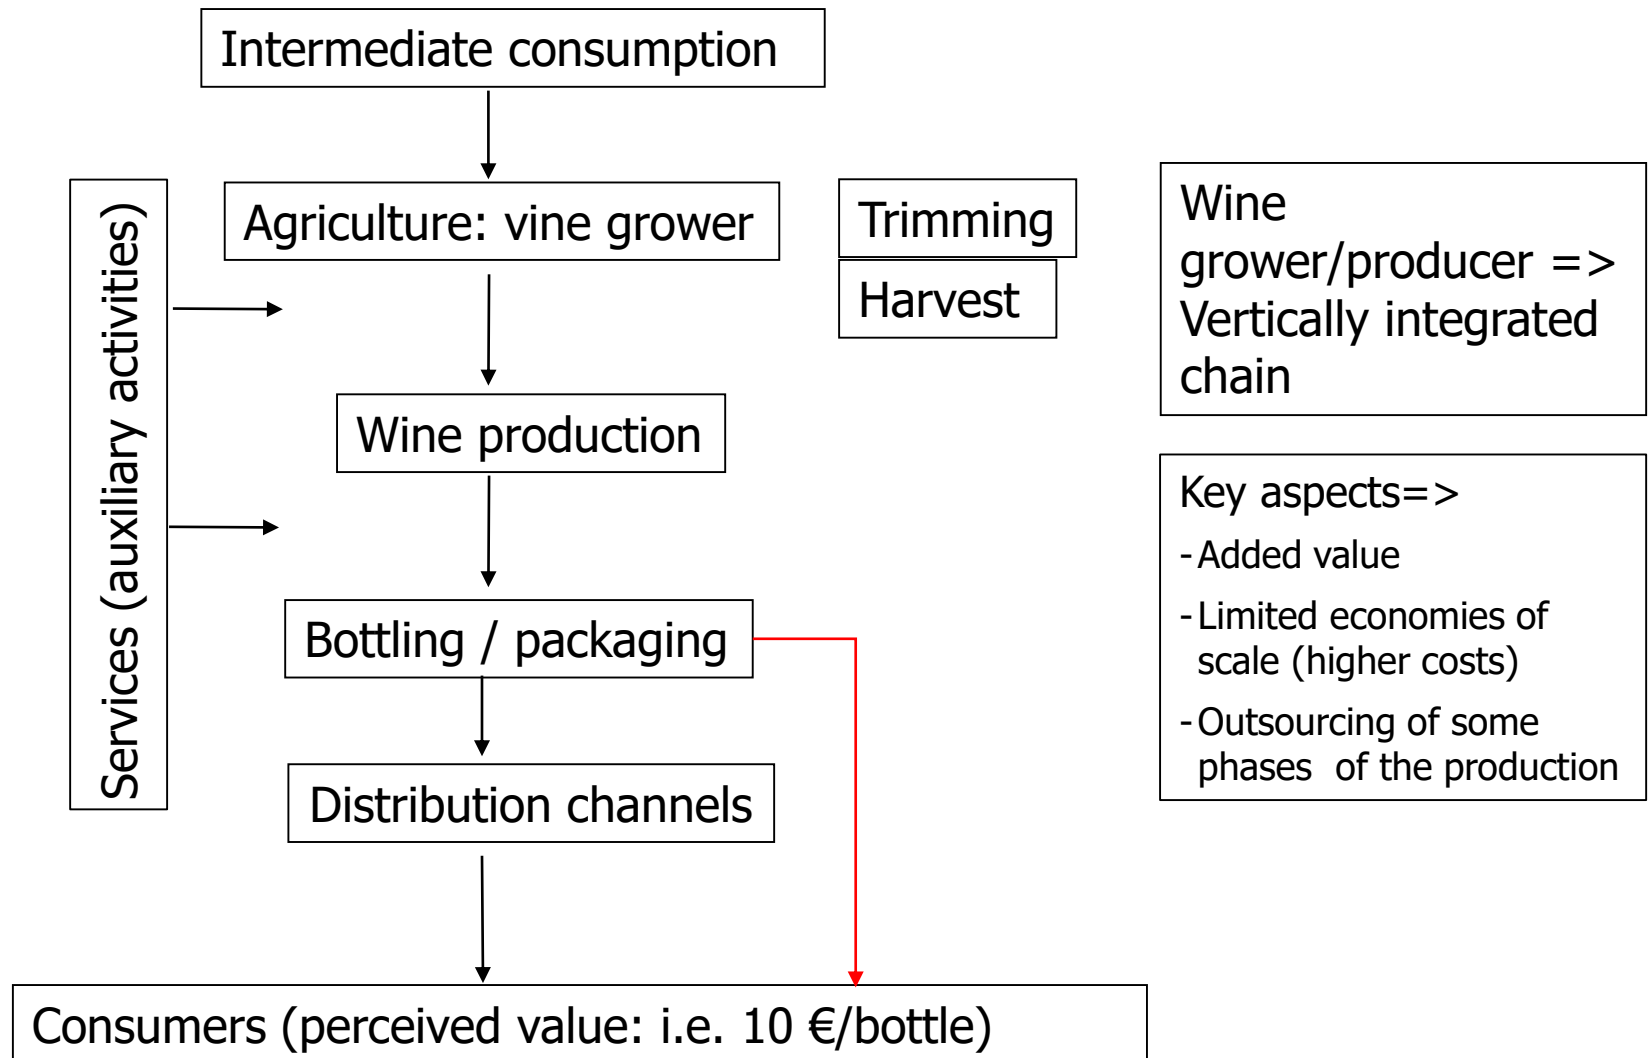 Intermediate consumption
Services (auxiliary activities)
Agriculture: vine grower
Trimming
Harvest
Wine
grower/producer =>
Vertically integrated
chain
Wine production
Key aspects=>
-Added value
-Limited economies of
scale (higher costs)
-Outsourcing of some
phases of the production
Bottling / packaging
Distribution channels
Consumers (perceived value: i.e. 10 €/bottle)